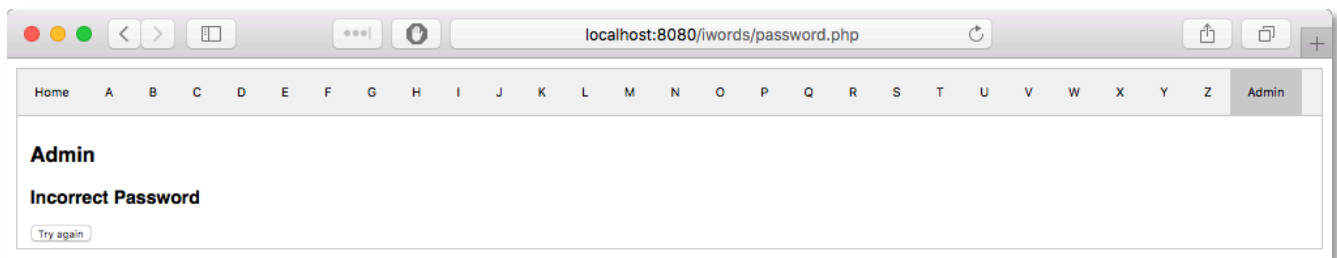 localhost:8080/iwords/password.php
Home A B C D E F G H I J K L M N O P Q R S T U V W X Y Z Admin
Admin
Incorrect Password
Try again